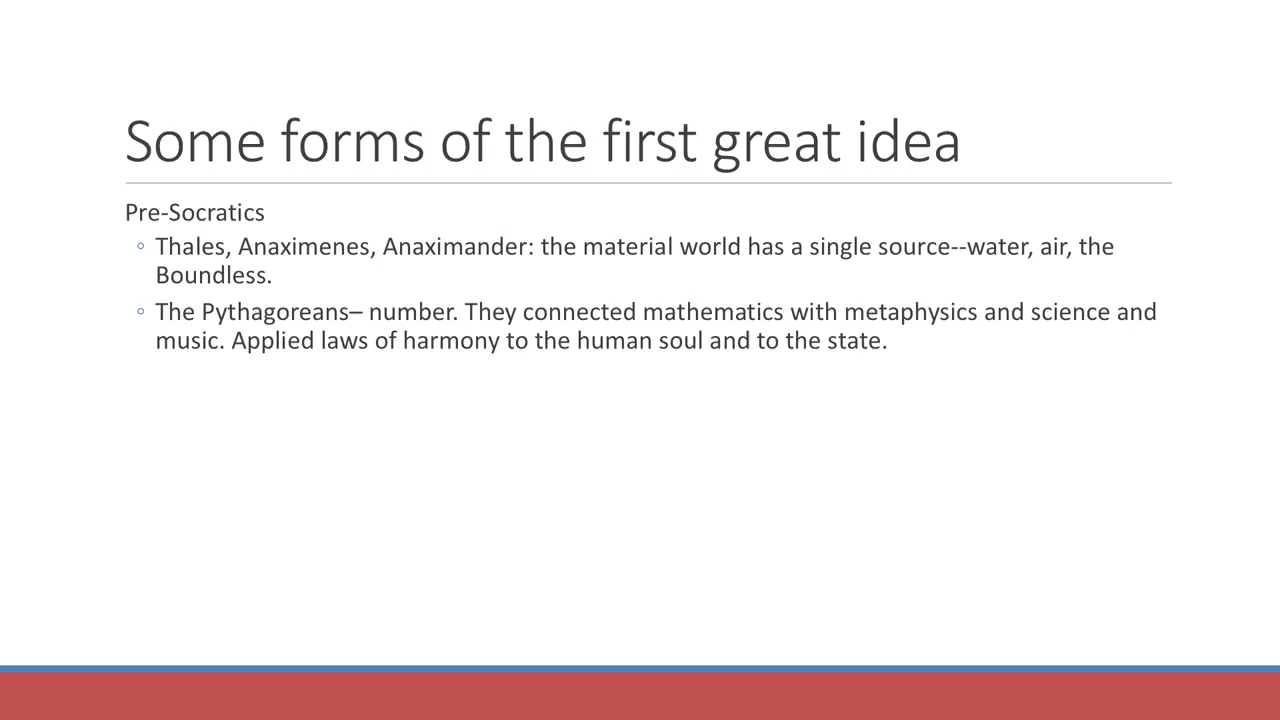 Some forms of the first great idea
Pre-Socratics
◦ Thales, Anaximenes, Anaximander: the material world has a single source--water, air, the
Boundless.
◦ The Pythagoreans– number. They connected mathematics with metaphysics and science and
music. Applied laws of harmony to the human soul and to the state.